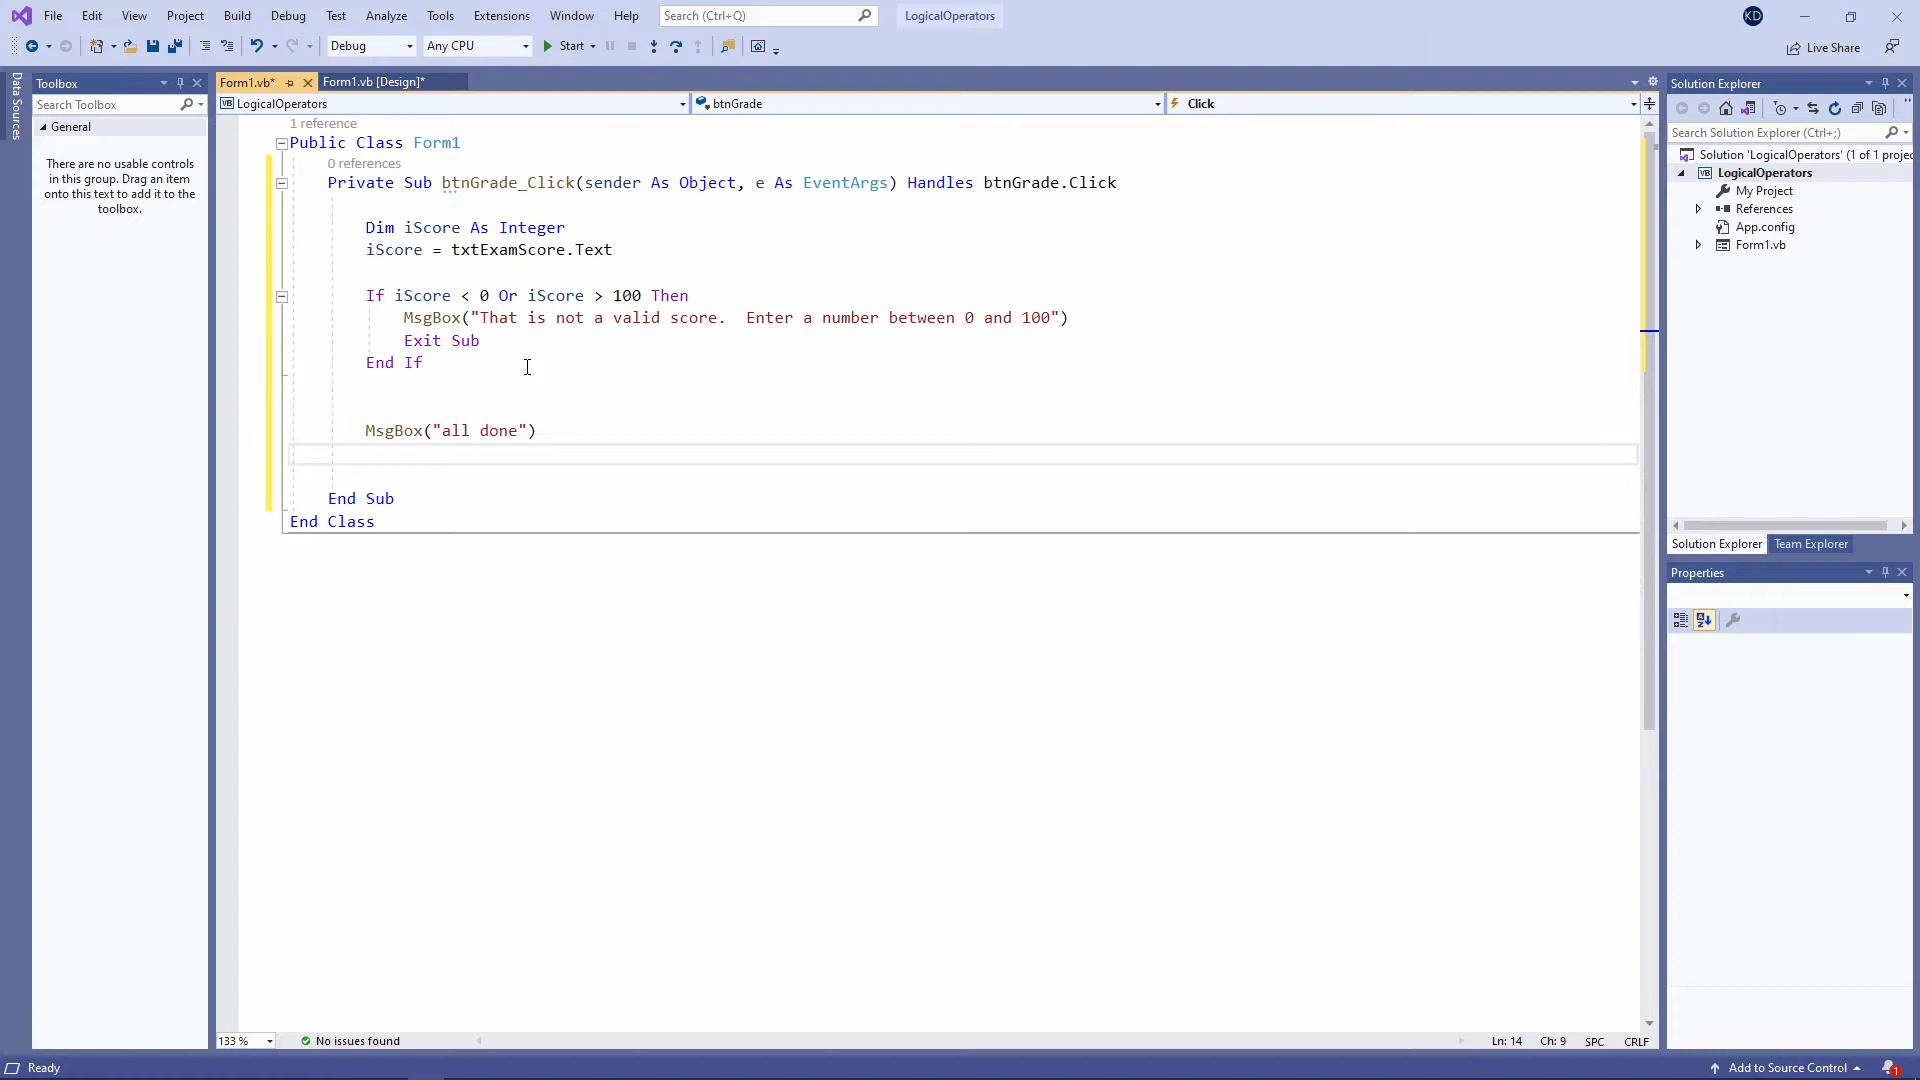 File Edit View Project Build Debug Test Analyze Tools Extensions Window Help Search (Ctrl+Q) LogicalOperators KD
Debug Any CPU Start Live Share
Data Sources
Toolbox
Search Toolbox
General
There are no usable controls
in this group. Drag an item
onto this text to add it to the
toolbox.
Form1.vb* Form1.vb [Design]*
LogicalOperators btnGrade Click
1 reference
Public Class Form1
0 references
Private Sub btnGrade_Click(sender As Object, e As EventArgs) Handles btnGrade.Click
Dim iScore As Integer
iScore = txtExamScore.Text
If iScore < 0 Or iScore > 100 Then
MsgBox("That is not a valid score.  Enter a number between 0 and 100")
Exit Sub
End If
MsgBox("all done")
End Sub
End Class
133 % No issues found Ln: 14 Ch: 9 SPC CRLF
Solution Explorer
Search Solution Explorer (Ctrl+;)
Solution 'LogicalOperators' (1 of 1 projec
LogicalOperators
My Project
References
App.config
Form1.vb
Solution Explorer Team Explorer
Properties
Ready Add to Source Control 1